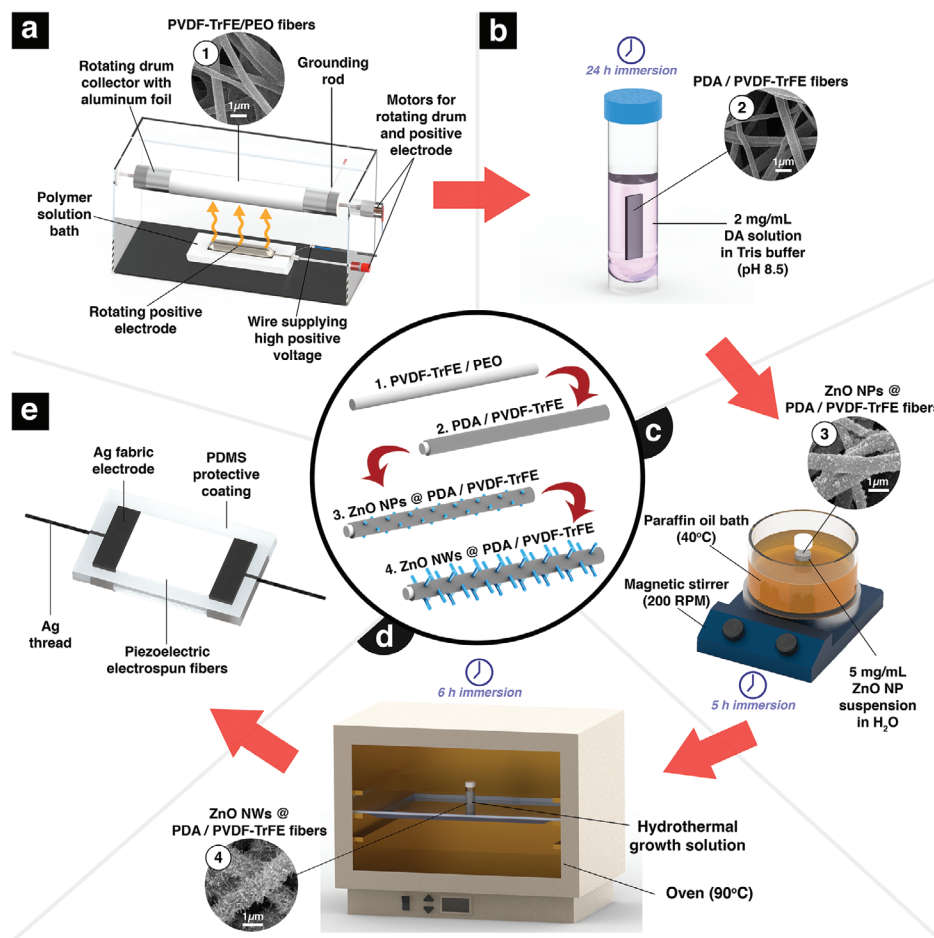 a
PVDF-TrFE/PEO fibers
1
1μm
Rotating drum
collector with
aluminum foil
Grounding
rod
Motors for
rotating drum
and positive
electrode
Polymer
solution
bath
Rotating positive
electrode
Wire supplying
high positive
voltage
b
24 h immersion
PDA / PVDF-TrFE fibers
2
1μm
2 mg/mL
DA solution
in Tris buffer
(pH 8.5)
1. PVDF-TrFE / PEO
2. PDA / PVDF-TrFE
3. ZnO NPs @ PDA / PVDF-TrFE
4. ZnO NWs @ PDA / PVDF-TrFE
c
ZnO NPs @
PDA / PVDF-TrFE fibers
3
1μm
Paraffin oil bath
(40ºC)
Magnetic stirrer
(200 RPM)
5 h immersion
5 mg/mL
ZnO NP
suspension
in H₂O
d
6 h immersion
ZnO NWs @
PDA / PVDF-TrFE fibers
4
1μm
Hydrothermal
growth solution
Oven (90ºC)
e
Ag fabric
electrode
PDMS
protective
coating
Ag
thread
Piezoelectric
electrospun fibers